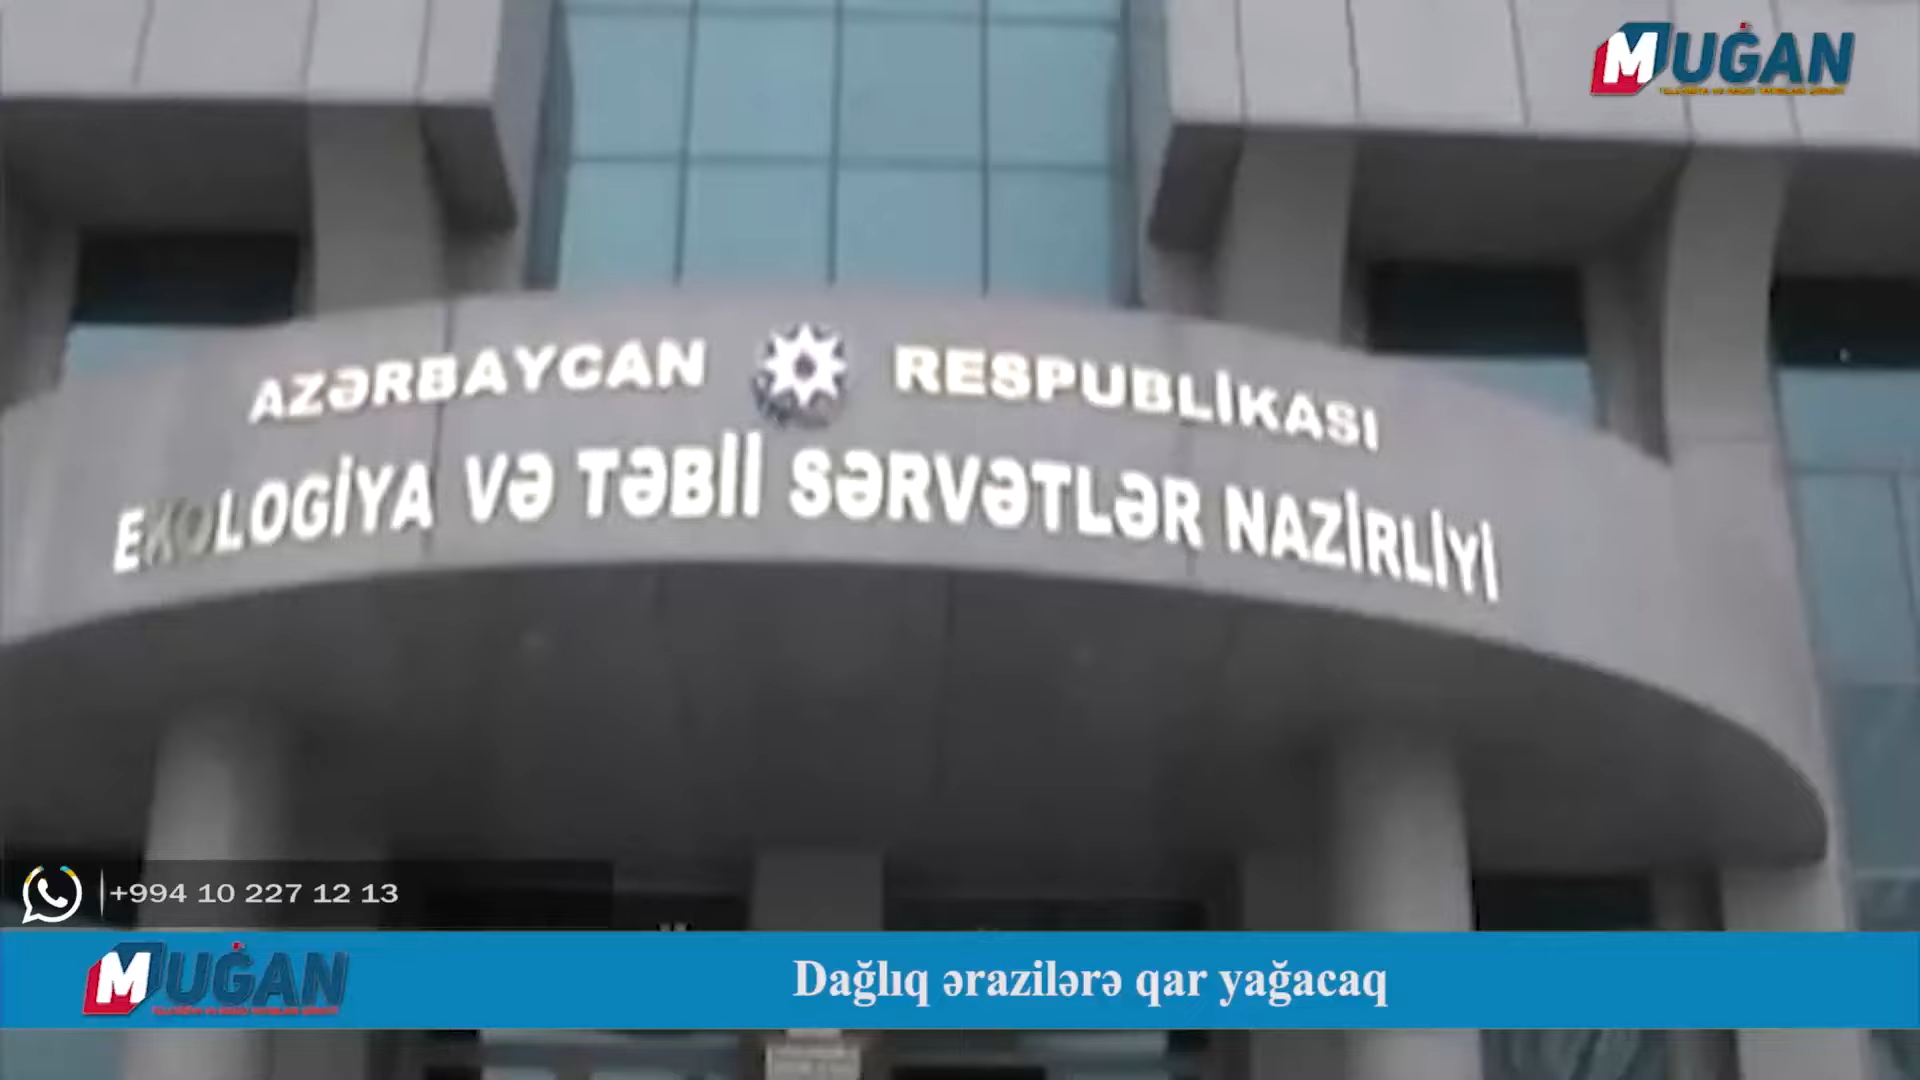 MUĞAN
AZƏRBAYCAN RESPUBLİKASI
EKOLOGİYA VƏ TƏBİİ SƏRVƏTLƏR NAZİRLİYİ
+994 10 227 12 13
MUĞAN
Dağlıq ərazilərə qar yağacaq